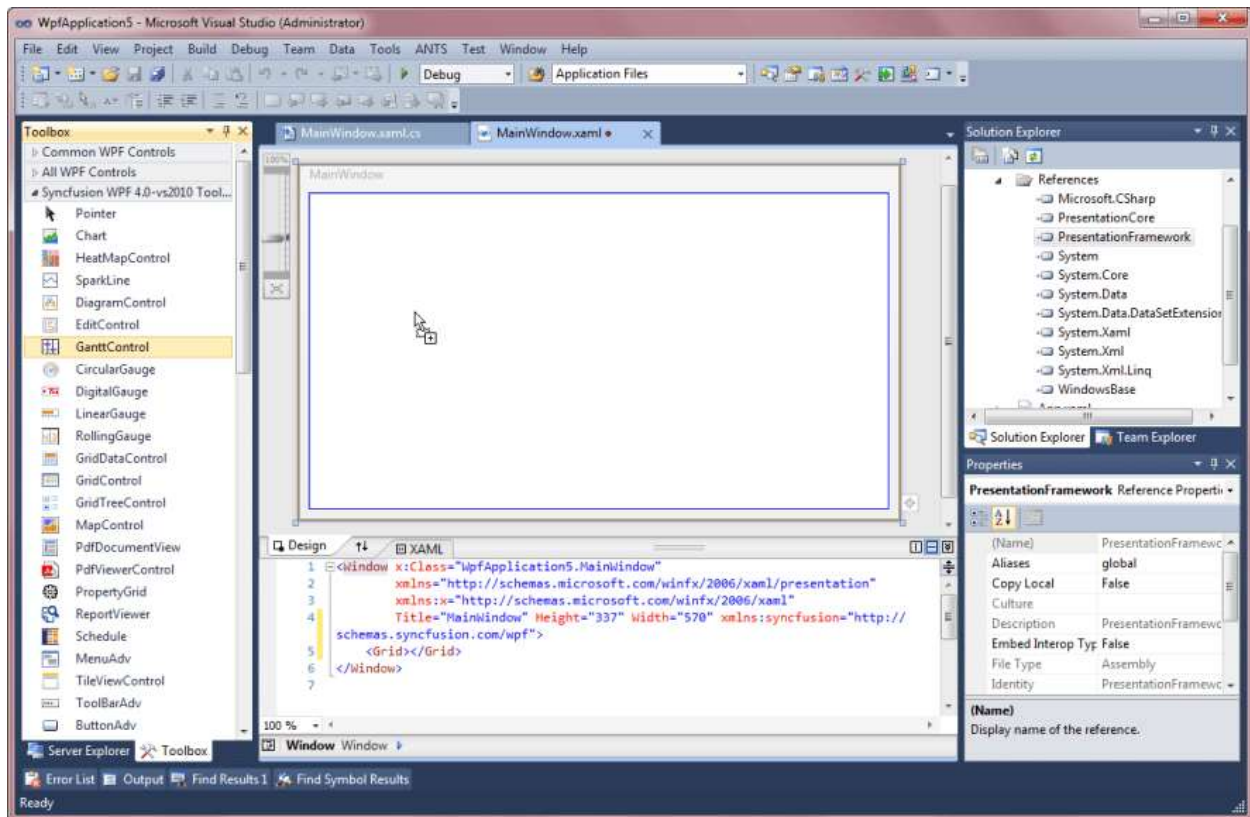 WpfApplication5 - Microsoft Visual Studio (Administrator)
File Edit View Project Build Debug Team Data Tools ANTS Test Window Help
Debug Application Files
Toolbox
Common WPF Controls
All WPF Controls
Syncfusion WPF 4.0-vs2010 Tool...
Pointer
Chart
HeatMapControl
SparkLine
DiagramControl
EditControl
GanttControl
CircularGauge
DigitalGauge
LinearGauge
RollingGauge
GridDataControl
GridControl
GridTreeControl
MapControl
PdfDocumentView
PdfViewerControl
PropertyGrid
ReportViewer
Schedule
MenuAdv
TileViewControl
ToolBarAdv
ButtonAdv
Server Explorer Toolbox
MainWindow.xaml.cs MainWindow.xaml
100%
MainWindow
Design XAML
1 <Window x:Class="WpfApplication5.MainWindow"
2 xmlns="http://schemas.microsoft.com/winfx/2006/xaml/presentation"
3 xmlns:x="http://schemas.microsoft.com/winfx/2006/xaml"
4 Title="MainWindow" Height="337" Width="570" xmlns:syncfusion="http://
schemas.syncfusion.com/wpf">
5 <Grid></Grid>
6 </Window>
7
100 %
Window Window
Solution Explorer
References
Microsoft.CSharp
PresentationCore
PresentationFramework
System
System.Core
System.Data
System.Data.DataSetExtension
System.Xaml
System.Xml
System.Xml.Linq
WindowsBase
Solution Explorer Team Explorer
Properties
PresentationFramework Reference Properti
(Name) PresentationFramewc
Aliases global
Copy Local False
Culture
Description PresentationFramewc
Embed Interop Typ False
File Type Assembly
Identity PresentationFramewc
(Name)
Display name of the reference.
Error List Output Find Results 1 Find Symbol Results
Ready